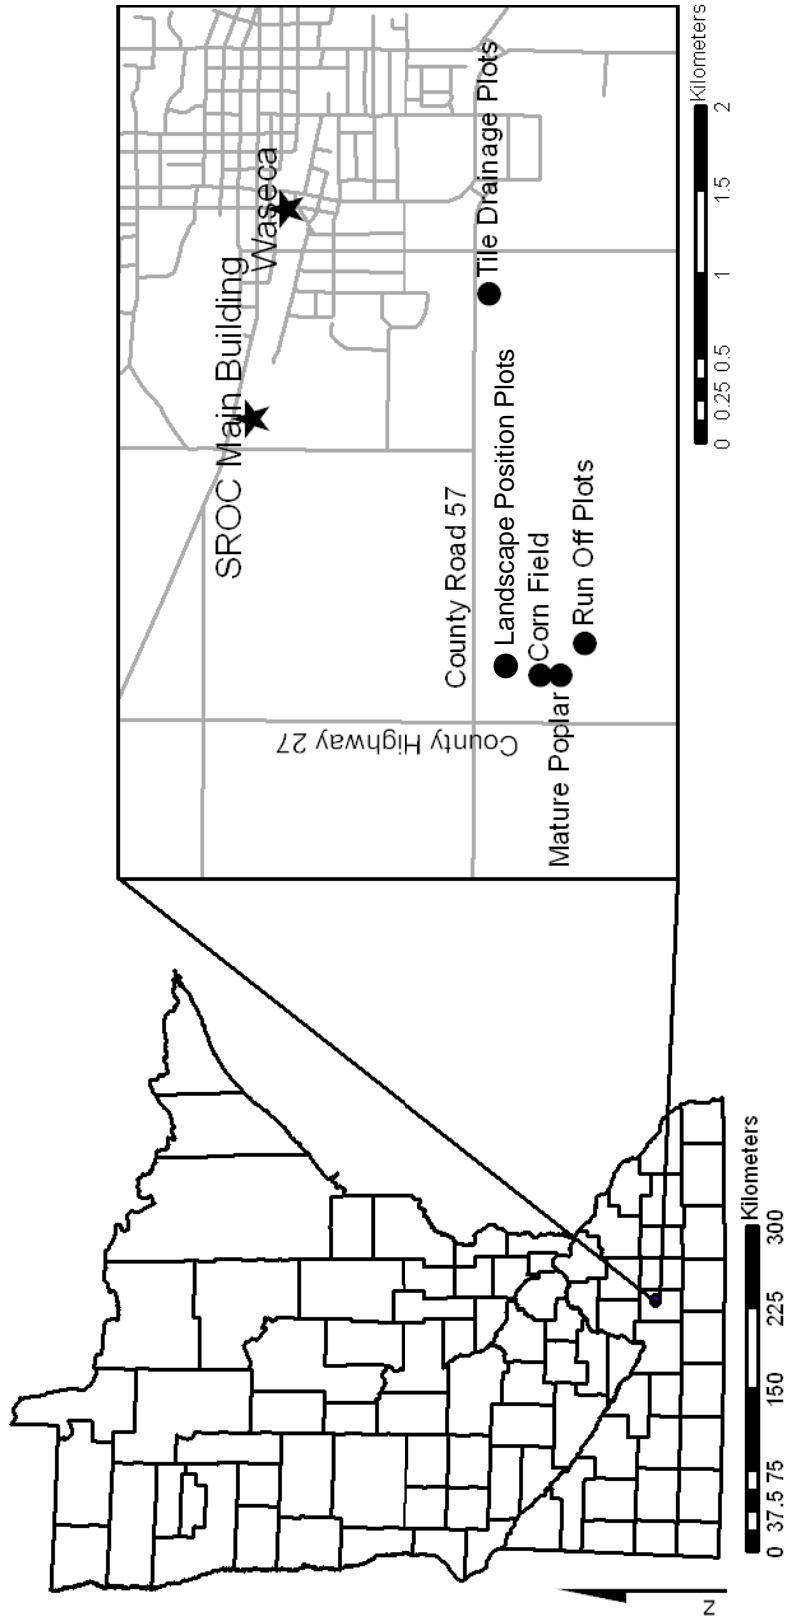 SROC Main Building
Waseca
County Road 57
County Highway 27
Landscape Position Plots
Tile Drainage Plots
Corn Field
Mature Poplar
Run Off Plots
0 0.25 0.5 1 1.5 2
Kilometers
0 37.5 75 150 225 300
Kilometers
N